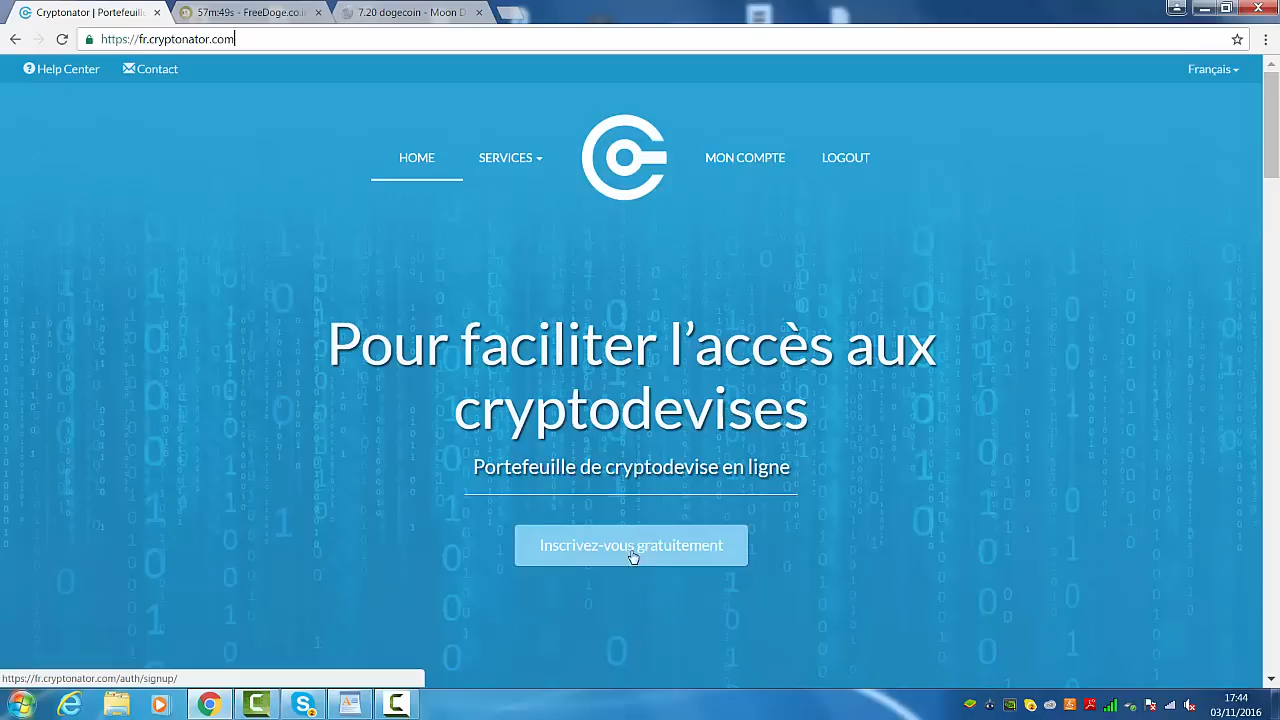 Cryptonator | Portefeuill
57m:49s - FreeDoge.co.i
7.20 dogecoin - Moon D
https://fr.cryptonator.com
Help Center
Contact
Français
HOME
SERVICES
MON COMPTE
LOGOUT
Pour faciliter l'accès aux
cryptodevises
Portefeuille de cryptodevise en ligne
Inscrivez-vous gratuitement
https://fr.cryptonator.com/auth/signup/
17:44
03/11/2016